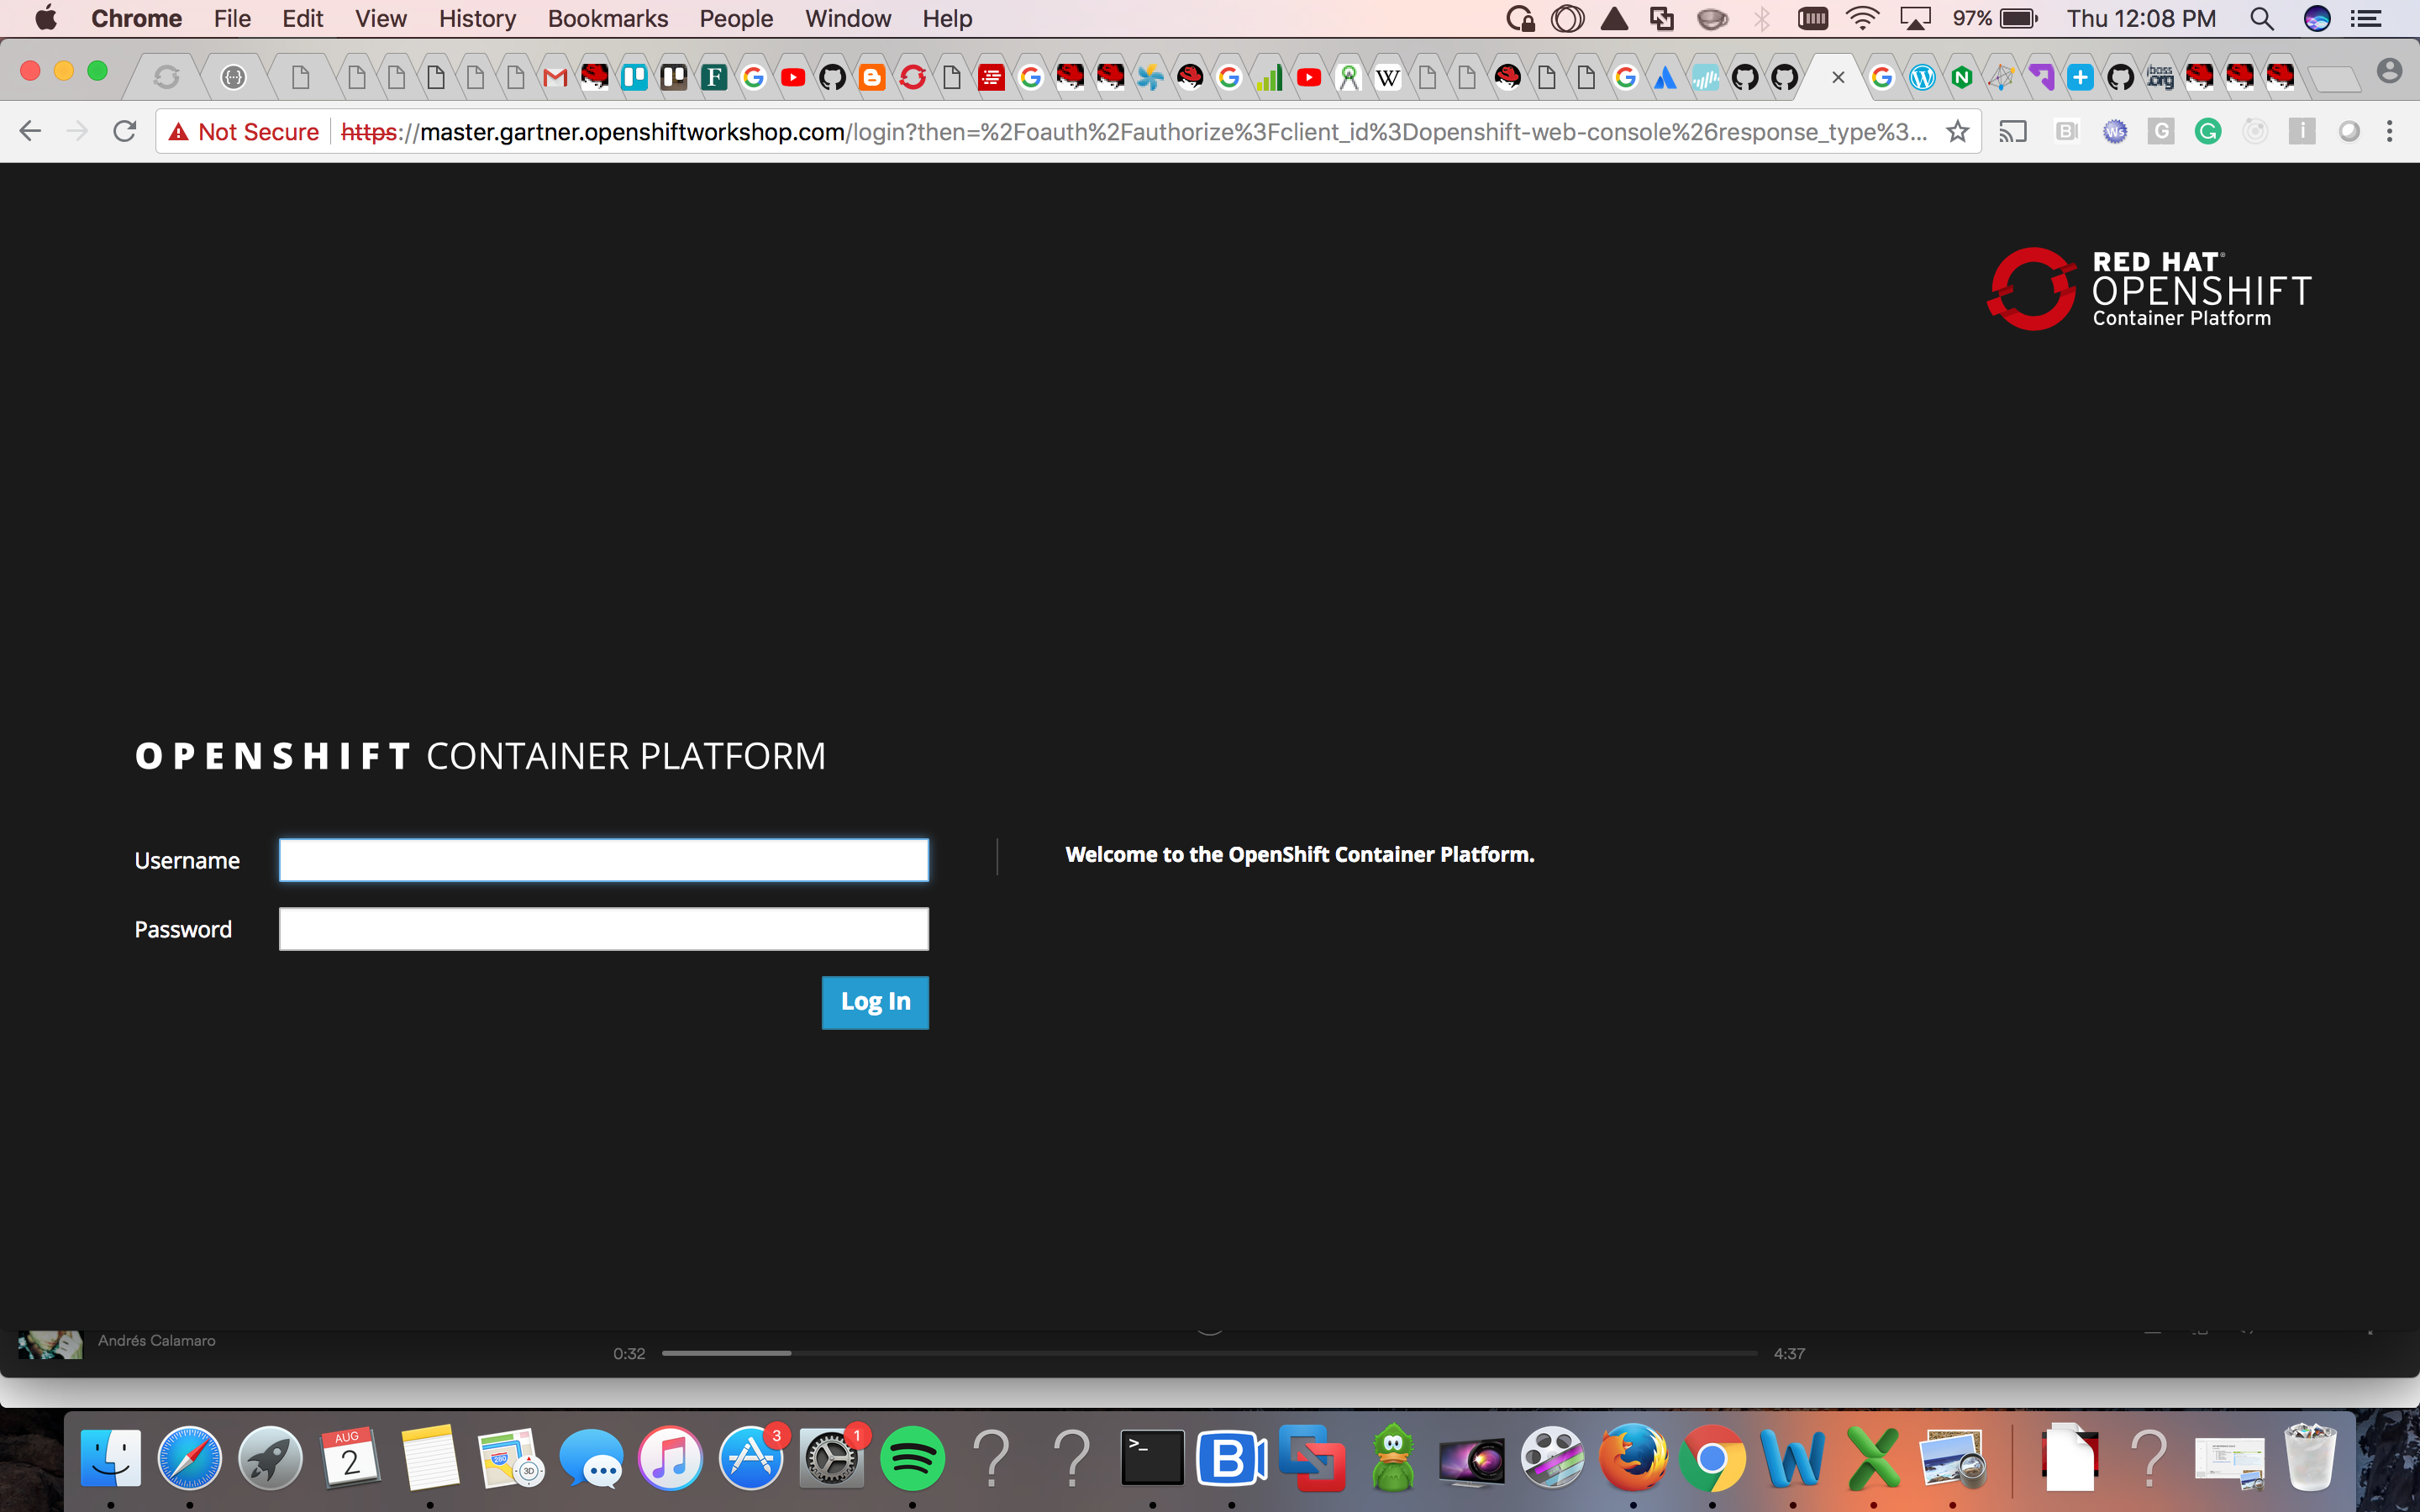 Chrome File Edit View History Bookmarks People Window Help 97% Thu 12:08 PM
Not Secure https://master.gartner.openshiftworkshop.com/login?then=%2Foauth%2Fauthorize%3Fclient_id%3Dopenshift-web-console%26response_type%3...
RED HAT
OPENSHIFT
Container Platform
OPENSHIFT CONTAINER PLATFORM
Username
Welcome to the OpenShift Container Platform.
Password
Log In
Andrés Calamaro
0:32 4:37
AUG
2
3
1